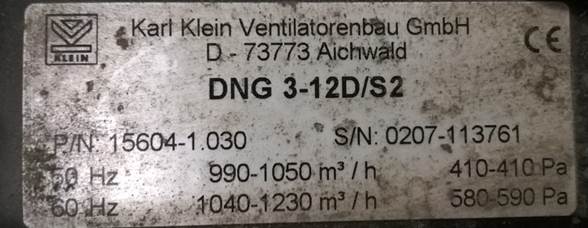 Karl Klein Ventilatorenbau GmbH
D - 73773 Aichwald
KLEIN
CE
DNG 3-12D/S2
P/N: 15604-1.030 S/N: 0207-113761
50 Hz 990-1050 m³ / h 410-410 Pa
60 Hz 1040-1230 m³ / h 580-590 Pa